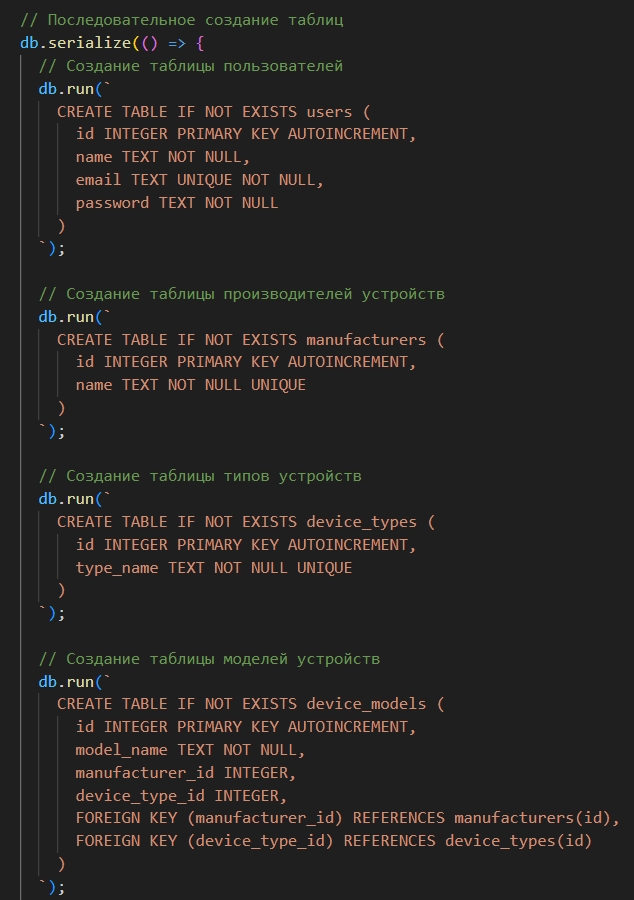 // Последовательное создание таблиц
db.serialize(() => {
  // Создание таблицы пользователей
  db.run(`
    CREATE TABLE IF NOT EXISTS users (
      id INTEGER PRIMARY KEY AUTOINCREMENT,
      name TEXT NOT NULL,
      email TEXT UNIQUE NOT NULL,
      password TEXT NOT NULL
    )
  `);

  // Создание таблицы производителей устройств
  db.run(`
    CREATE TABLE IF NOT EXISTS manufacturers (
      id INTEGER PRIMARY KEY AUTOINCREMENT,
      name TEXT NOT NULL UNIQUE
    )
  `);

  // Создание таблицы типов устройств
  db.run(`
    CREATE TABLE IF NOT EXISTS device_types (
      id INTEGER PRIMARY KEY AUTOINCREMENT,
      type_name TEXT NOT NULL UNIQUE
    )
  `);

  // Создание таблицы моделей устройств
  db.run(`
    CREATE TABLE IF NOT EXISTS device_models (
      id INTEGER PRIMARY KEY AUTOINCREMENT,
      model_name TEXT NOT NULL,
      manufacturer_id INTEGER,
      device_type_id INTEGER,
      FOREIGN KEY (manufacturer_id) REFERENCES manufacturers(id),
      FOREIGN KEY (device_type_id) REFERENCES device_types(id)
    )
  `);